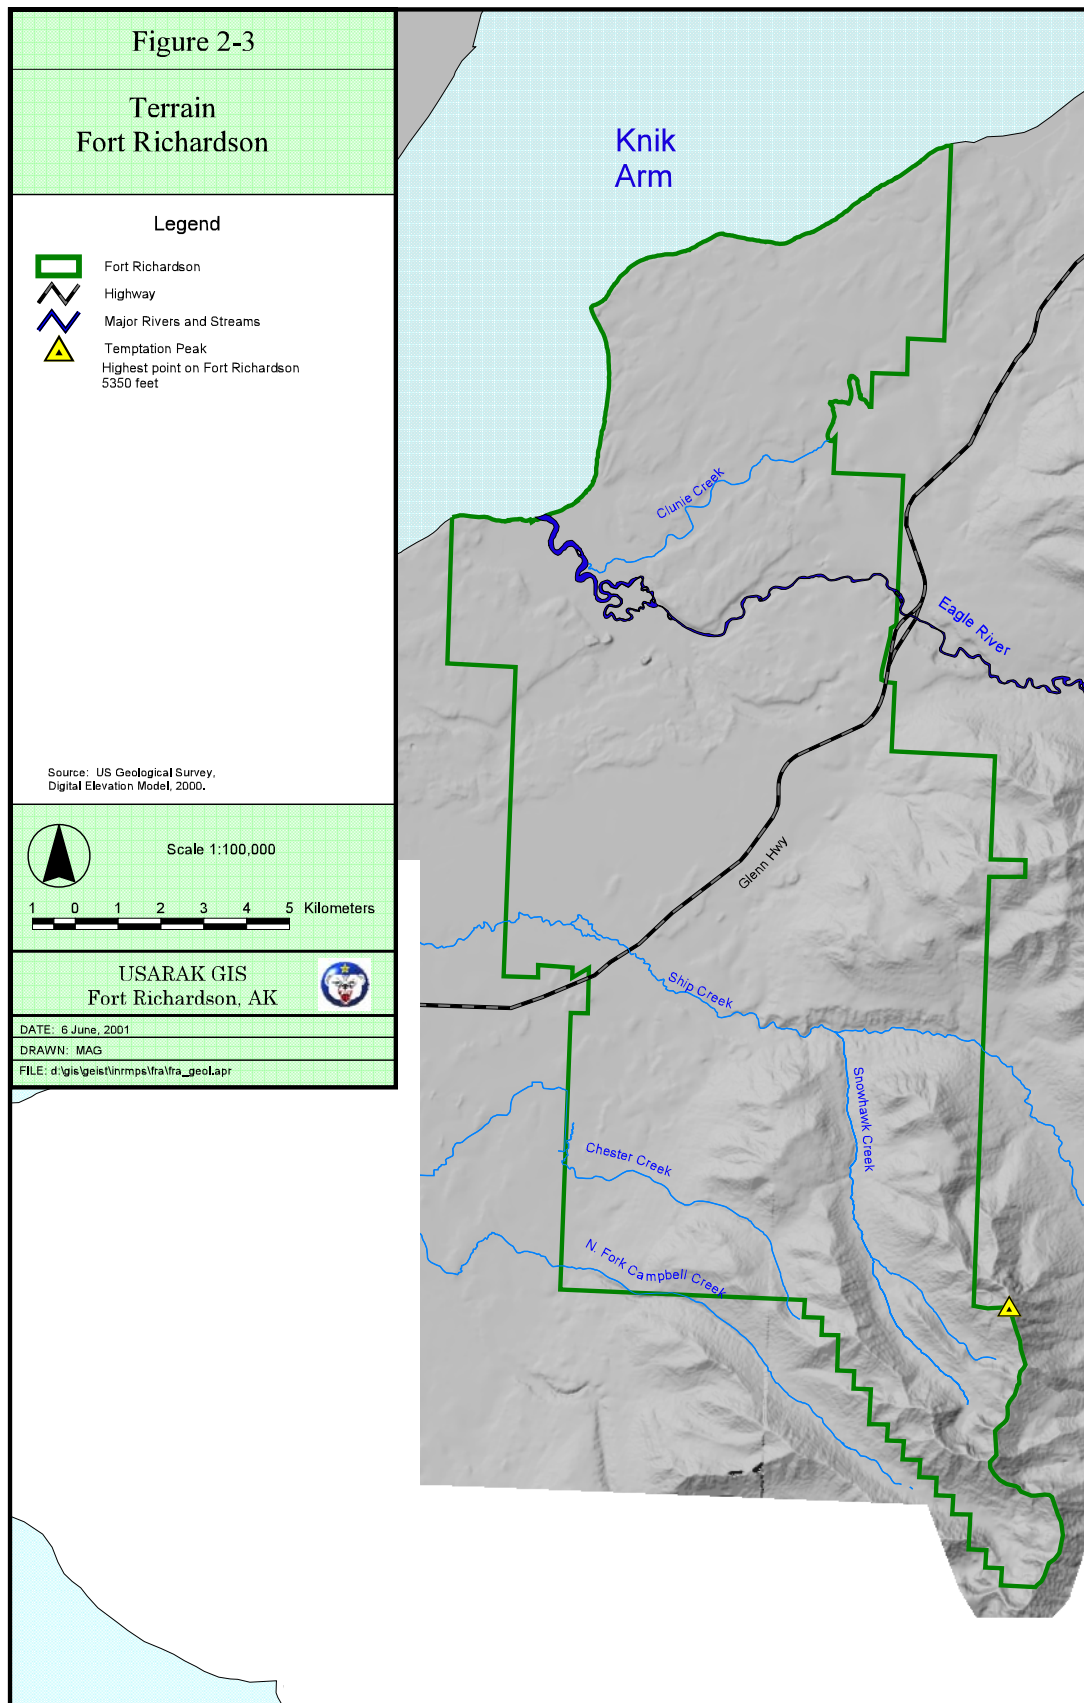 Figure 2-3
Terrain
Fort Richardson
Legend
Fort Richardson
Highway
Major Rivers and Streams
Temptation Peak
Highest point on Fort Richardson
5350 feet
Source: US Geological Survey,
Digital Elevation Model, 2000.
Scale 1:100,000
1 0 1 2 3 4 5 Kilometers
USARAK GIS
Fort Richardson, AK
DATE: 6 June, 2001
DRAWN: MAG
FILE: d:\gis\geist\inrmps\fra\fra_geol.apr
Knik
Arm
Clunie Creek
Eagle River
Glenn Hwy
Ship Creek
Snowhawk Creek
Chester Creek
N. Fork Campbell Creek